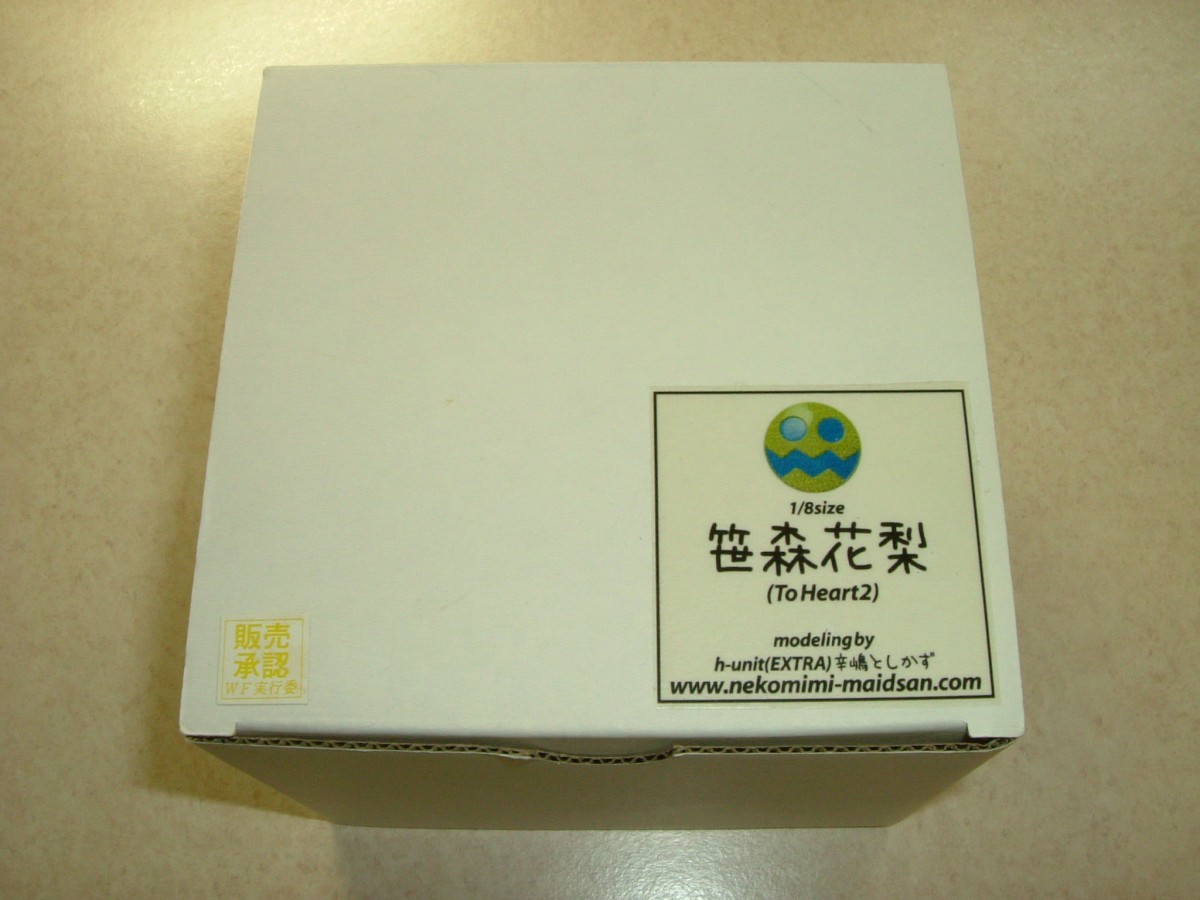 1/8size
笹森花梨
(To Heart2)
modeling by
h-unit(EXTRA)辛嶋としかず
www.nekomimi-maidsan.com
販売
承認
WF実行委